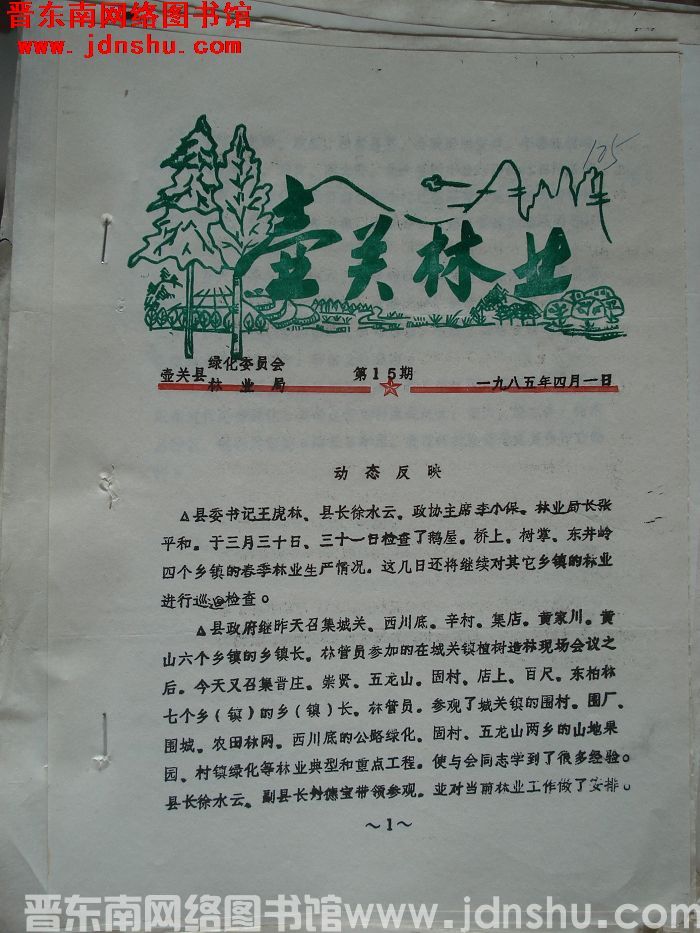 晋东南网络图书馆
www.jdnshu.com
105
壶关林业
壶关县 绿化委员会 林业局 第15期 一九八五年四月一日
动态反映
△县委书记王虎林、县长徐水云。政协主席李小保。林业局长张
平和。于三月三十日、三十一日检查了鹅屋。桥上、树掌、东井岭
四个乡镇的春季林业生产情况。这几日还将继续对其它乡镇的林业
进行巡迴检查。
△县政府继昨天召集城关、西川底。辛村。集店。黄家川。黄
山六个乡镇的乡镇长。林管员参加的在城关镇植树造林现场会议之
后。今天又召集晋庄。崇贤、五龙山。固村。店上。百尺。东柏林
七个乡(镇)的乡(镇)长。林管员。参观了城关镇的围村。围厂、
围城。农田林网。西川底的公路绿化。固村、五龙山两乡的山地果
园、村镇绿化等林业典型和重点工程。使与会同志学到了很多经验。
县长徐水云。副县长 德宝带领参观。並对当前林业工作做了安排。
～1～
晋东南网络图书馆 www.jdnshu.com